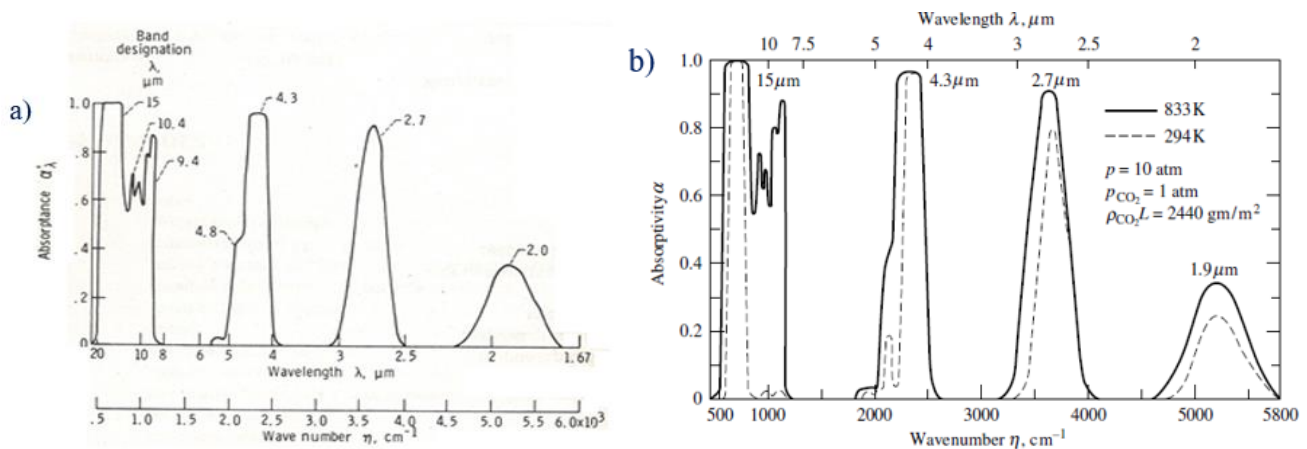 a)
Band
designation
λ,
μm
15
10.4
9.4
4.3
4.8
2.7
2.0
Absorptance α'λ
1.0
.8
.6
.4
.2
0
20 10 8 6 5 4 3 2.5 2 1.67
Wavelength λ, μm
.5 1.0 1.5 2.0 2.5 3.0 3.5 4.0 4.5 5.0 5.5 6.0x10³
Wave number η, cm⁻¹
b)
Wavelength λ, μm
10 7.5 5 4 3 2.5 2
15μm
4.3μm
2.7μm
1.9μm
833K
294K
p = 10 atm
pCO₂ = 1 atm
ρCO₂L = 2440 gm/m²
Absorptivity α
1.0
0.8
0.6
0.4
0.2
0
500 1000 2000 3000 4000 5000 5800
Wavenumber η, cm⁻¹